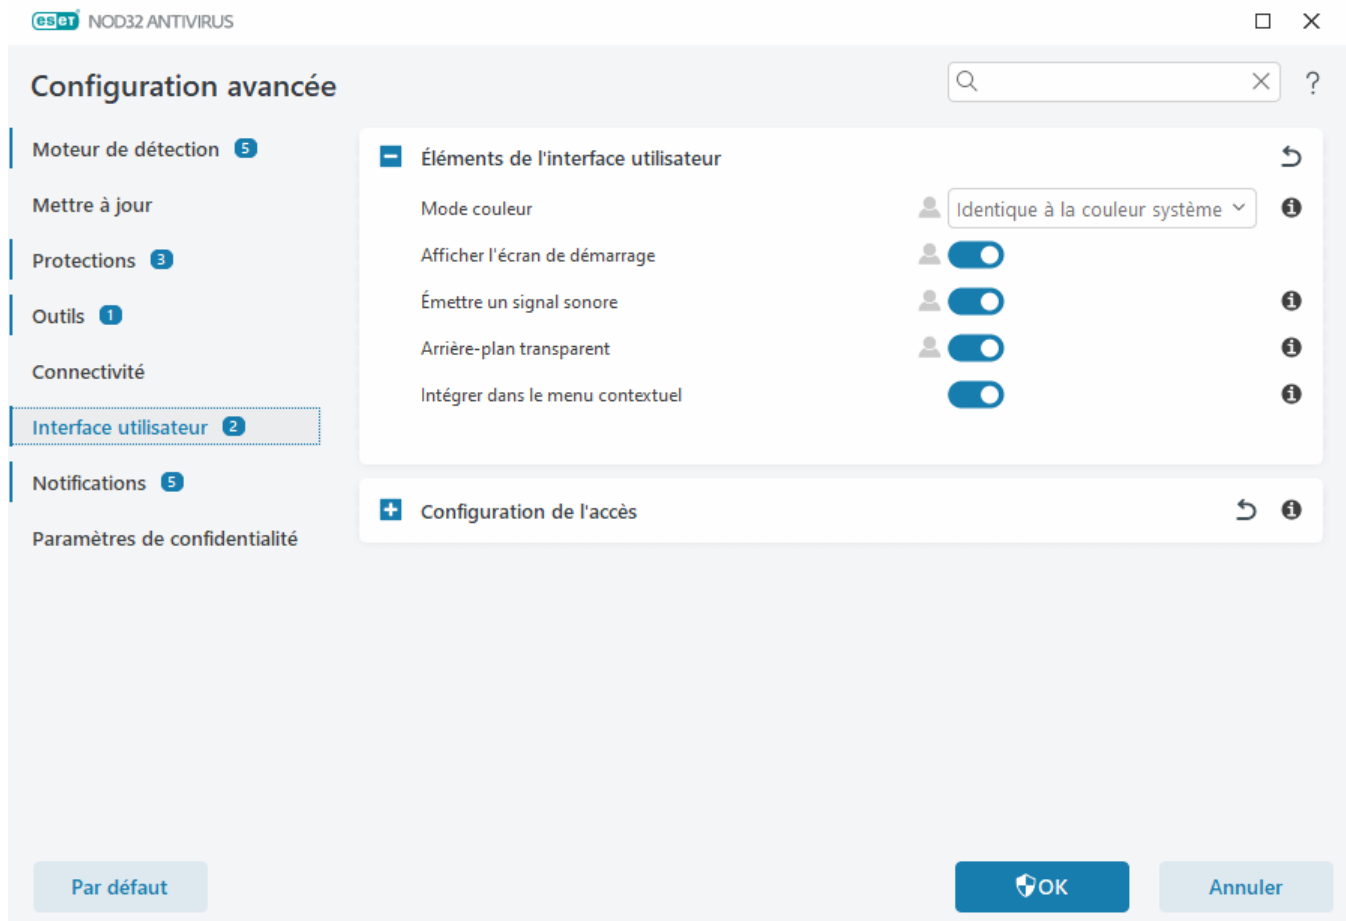 eset NOD32 ANTIVIRUS
Configuration avancée
?
Moteur de détection 5
Mettre à jour
Protections 3
Outils 1
Connectivité
Interface utilisateur 2
Notifications 5
Paramètres de confidentialité
Éléments de l'interface utilisateur
Mode couleur Identique à la couleur système
Afficher l'écran de démarrage
Émettre un signal sonore
Arrière-plan transparent
Intégrer dans le menu contextuel
Configuration de l'accès
Par défaut
OK
Annuler